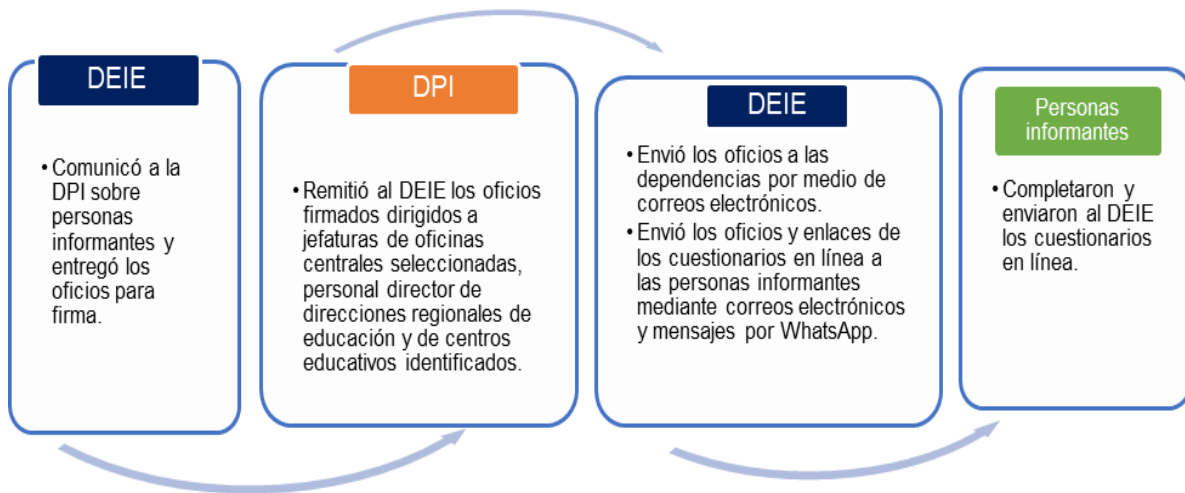 DEIE
• Comunicó a la
DPI sobre
personas
informantes y
entregó los
oficios para
firma.
DPI
• Remitió al DEIE los oficios
firmados dirigidos a
jefaturas de oficinas
centrales seleccionadas,
personal director de
direcciones regionales de
educación y de centros
educativos identificados.
DEIE
• Envió los oficios a las
dependencias por medio de
correos electrónicos.
• Envió los oficios y enlaces de
los cuestionarios en línea a
las personas informantes
mediante correos electrónicos
y mensajes por WhatsApp.
Personas
informantes
• Completaron y
enviaron al DEIE
los cuestionarios
en línea.